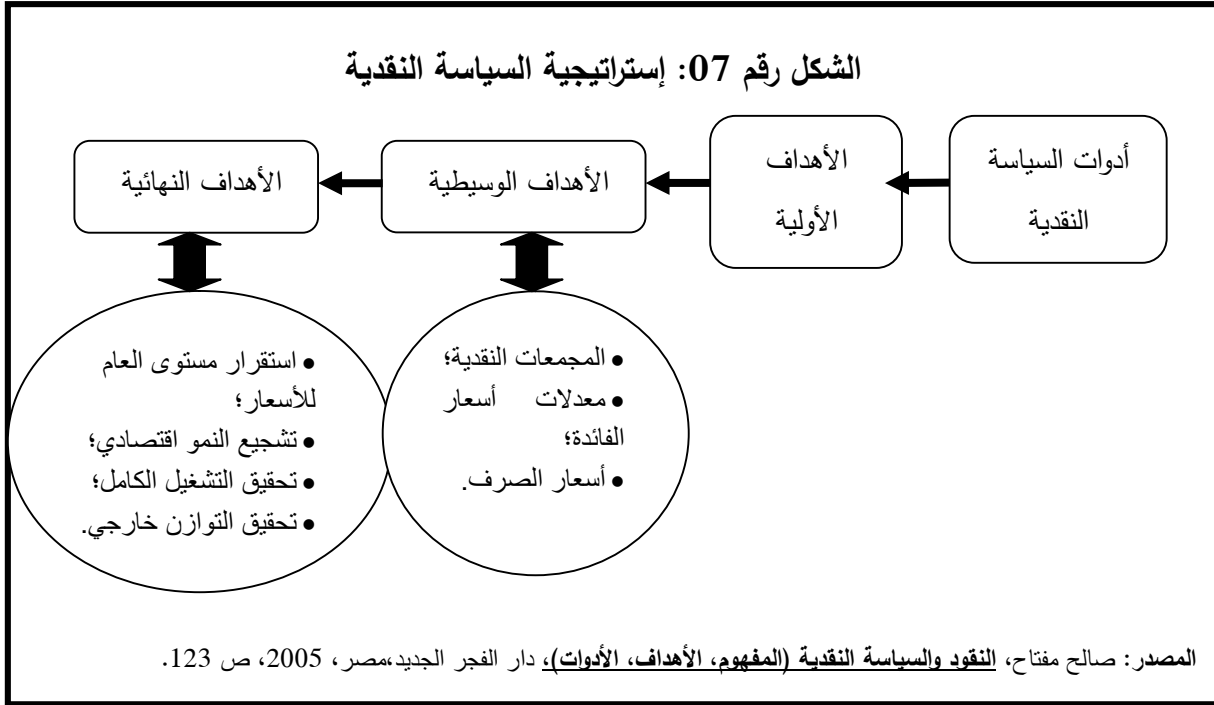 الشكل رقم 07: إستراتيجية السياسة النقدية
أدوات السياسة
النقدية
الأهداف
الأولية
الأهداف الوسيطية
الأهداف النهائية
● المجمعات النقدية؛
● معدلات أسعار
الفائدة؛
● أسعار الصرف.
● استقرار مستوى العام
للأسعار؛
● تشجيع النمو اقتصادي؛
● تحقيق التشغيل الكامل؛
● تحقيق التوازن خارجي.
المصدر: صالح مفتاح، النقود والسياسة النقدية (المفهوم، الأهداف، الأدوات)، دار الفجر الجديد،مصر، 2005، ص 123.